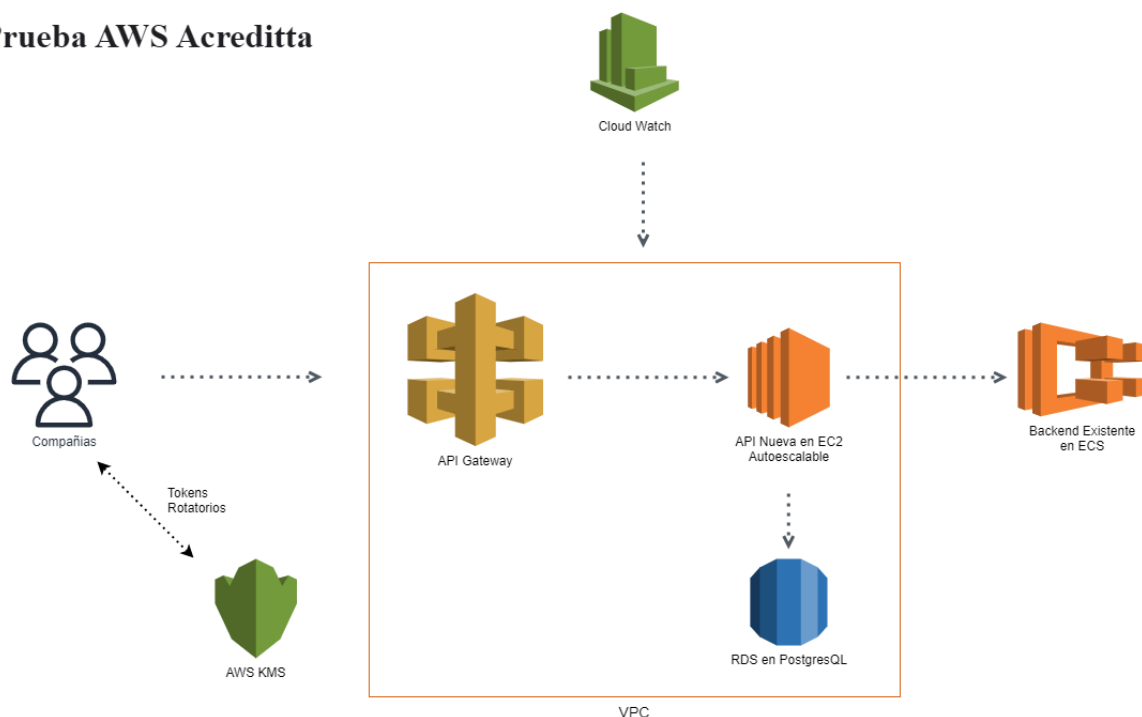 Prueba AWS Acreditta
Cloud Watch
Compañias
API Gateway
API Nueva en EC2
Autoescalable
Backend Existente
en ECS
Tokens
Rotatorios
AWS KMS
RDS en PostgresQL
VPC